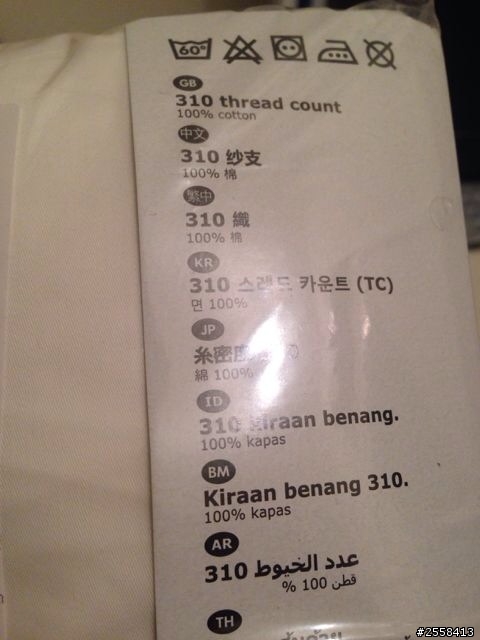 60°
GB
310 thread count
100% cotton
中文
310 纱支
100% 棉
繁中
310 織
100% 棉
KR
310 스레드 카운트 (TC)
면 100%
JP
糸密度
綿 100%
ID
310 kiraan benang.
100% kapas
BM
Kiraan benang 310.
100% kapas
AR
عدد الخيوط 310
قطن 100 %
TH
#2558413